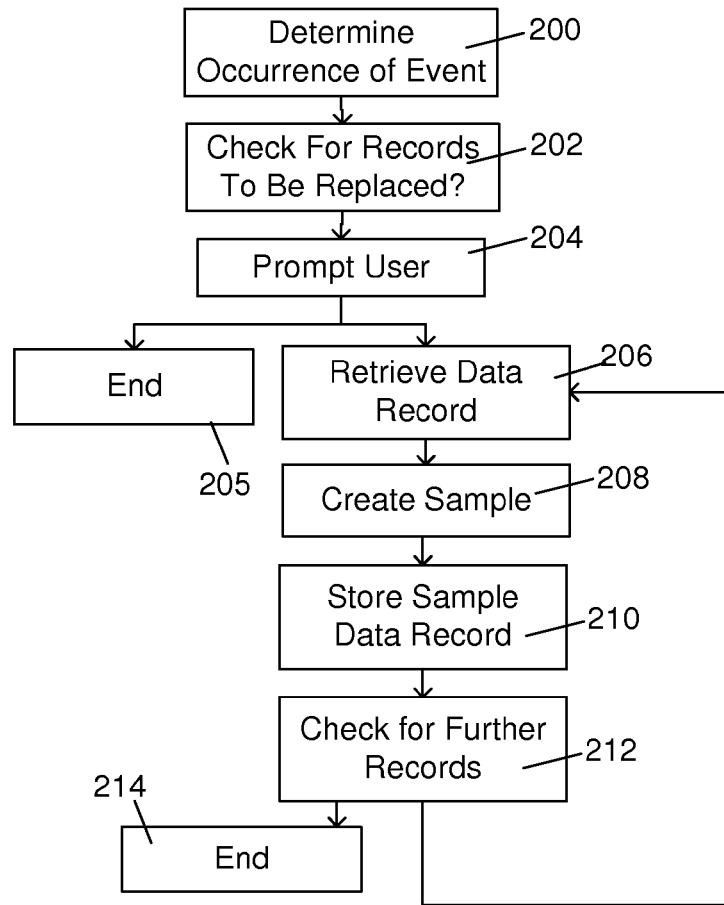 Determine
Occurrence of Event
200
Check For Records
To Be Replaced?
202
Prompt User
204
End
205
Retrieve Data
Record
206
Create Sample
208
Store Sample
Data Record
210
Check for Further
Records
212
214
End